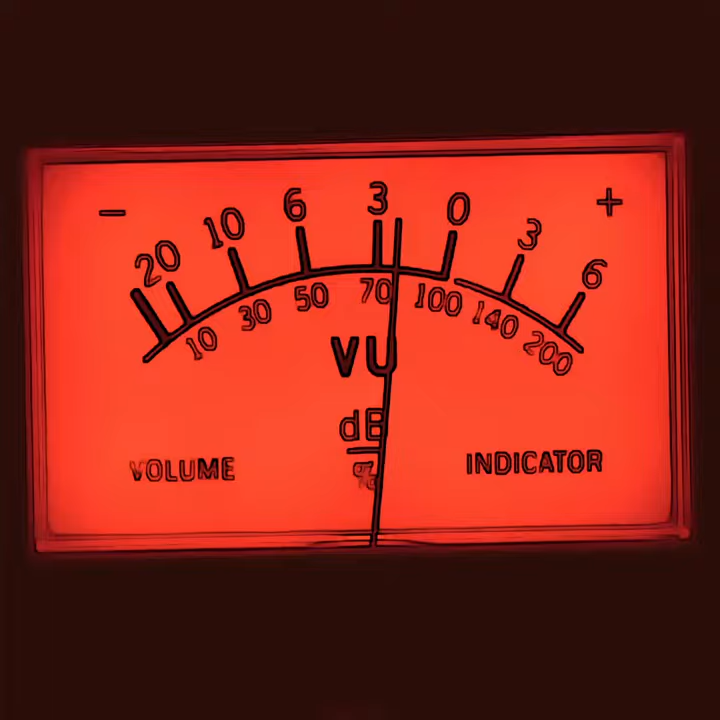 − +
20 10 6 3 0 3 6
10 30 50 70 100 140 200
VU
dB
VOLUME INDICATOR